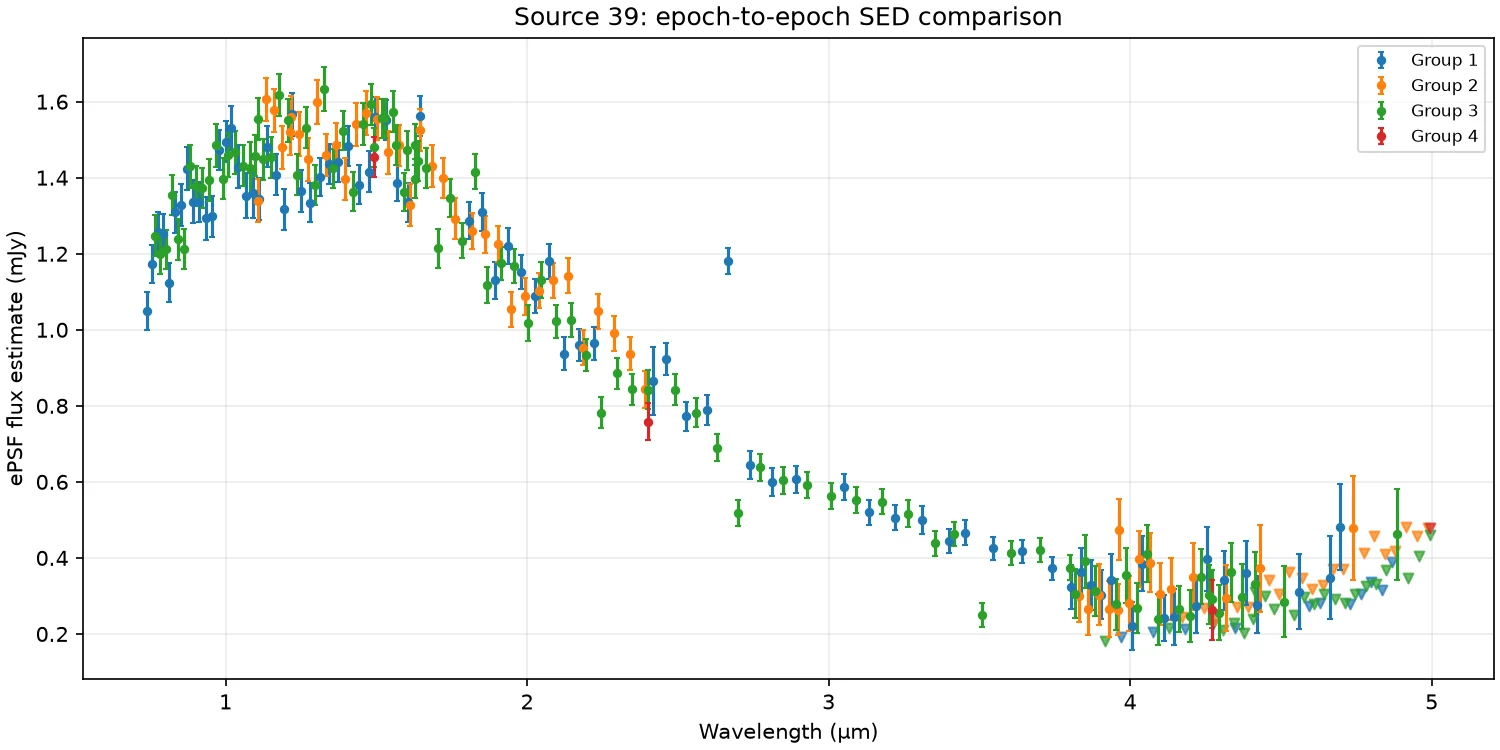 Source 39: epoch-to-epoch SED comparison
ePSF flux estimate (mJy)
1.6
1.4
1.2
1.0
0.8
0.6
0.4
0.2
Group 1
Group 2
Group 3
Group 4
1 2 3 4 5
Wavelength (μm)